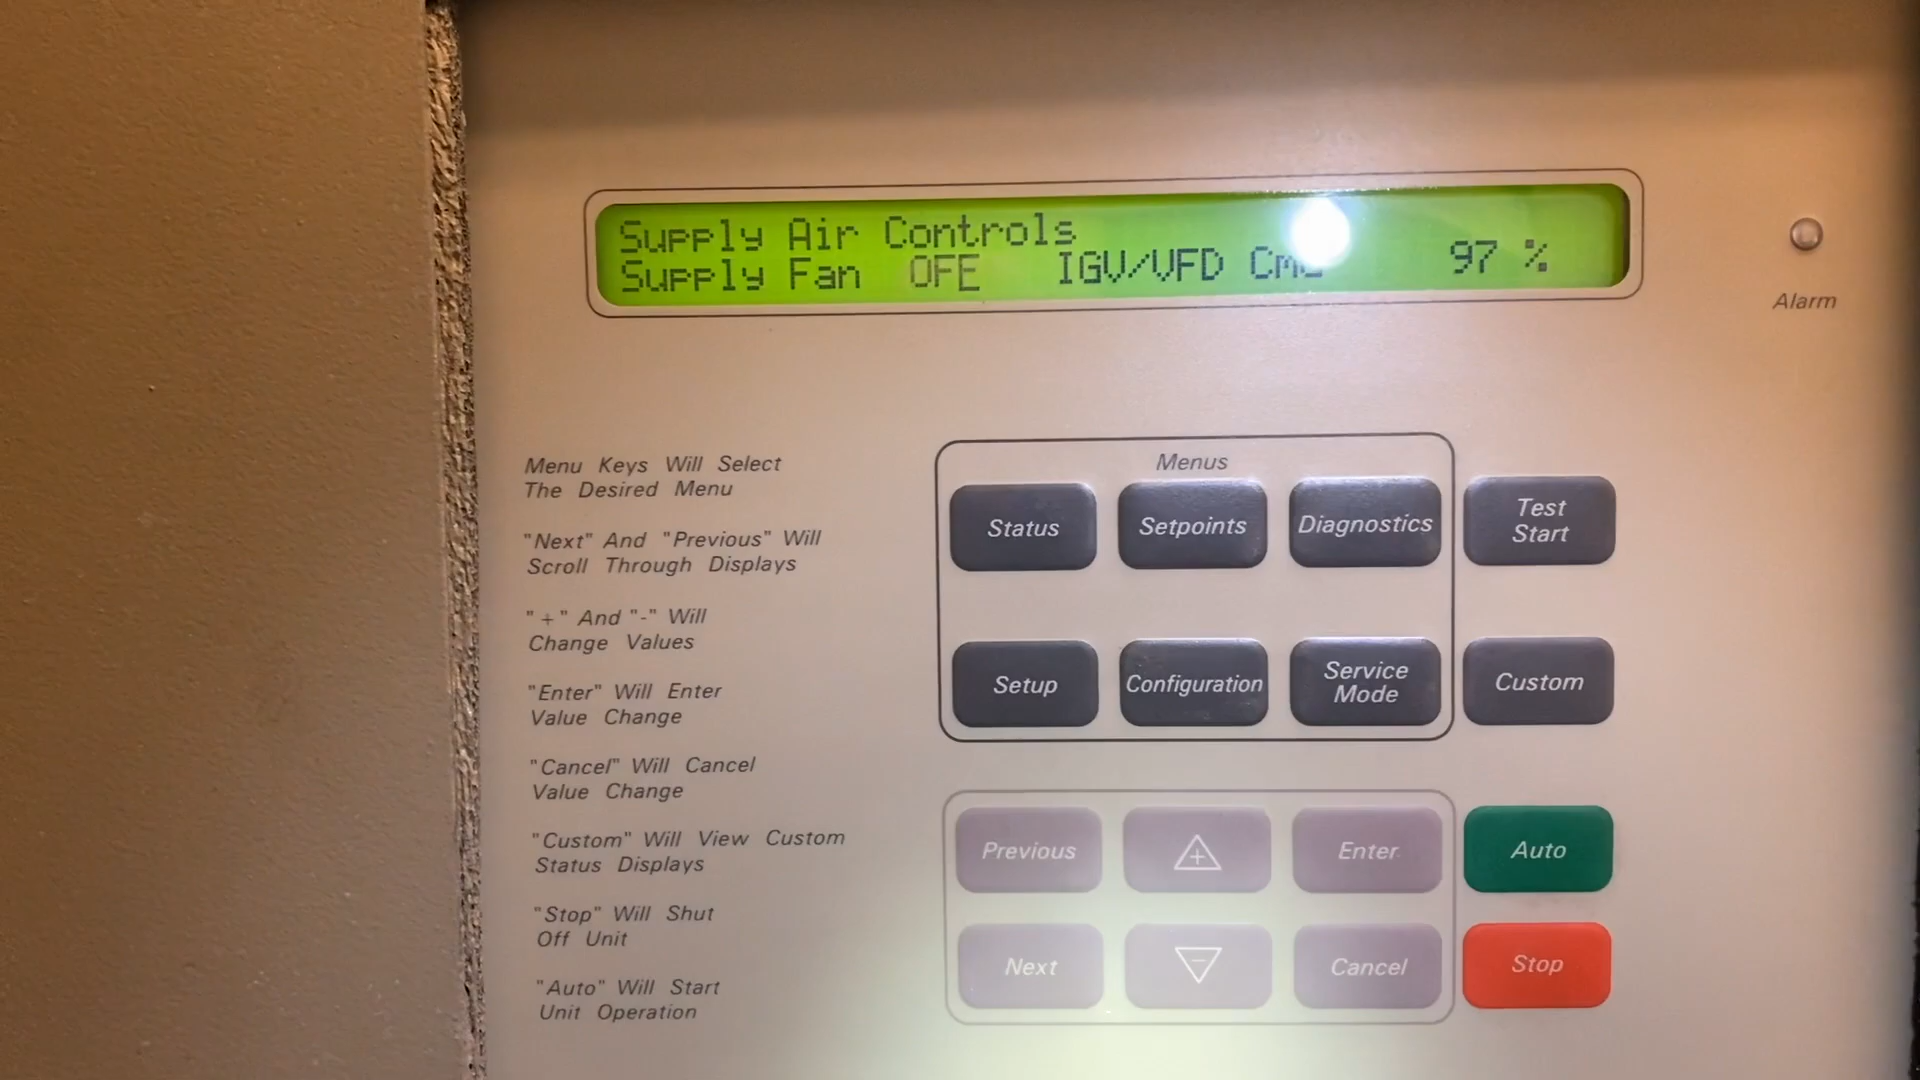 Supply Air Controls
Supply Fan OFE IGV/VFD Cmd 97 %
Alarm
Menu Keys Will Select
The Desired Menu
"Next" And "Previous" Will
Scroll Through Displays
"+" And "-" Will
Change Values
"Enter" Will Enter
Value Change
"Cancel" Will Cancel
Value Change
"Custom" Will View Custom
Status Displays
"Stop" Will Shut
Off Unit
"Auto" Will Start
Unit Operation
Menus
Status
Setpoints
Diagnostics
Test
Start
Setup
Configuration
Service
Mode
Custom
Previous
+
Enter
Auto
Next
-
Cancel
Stop